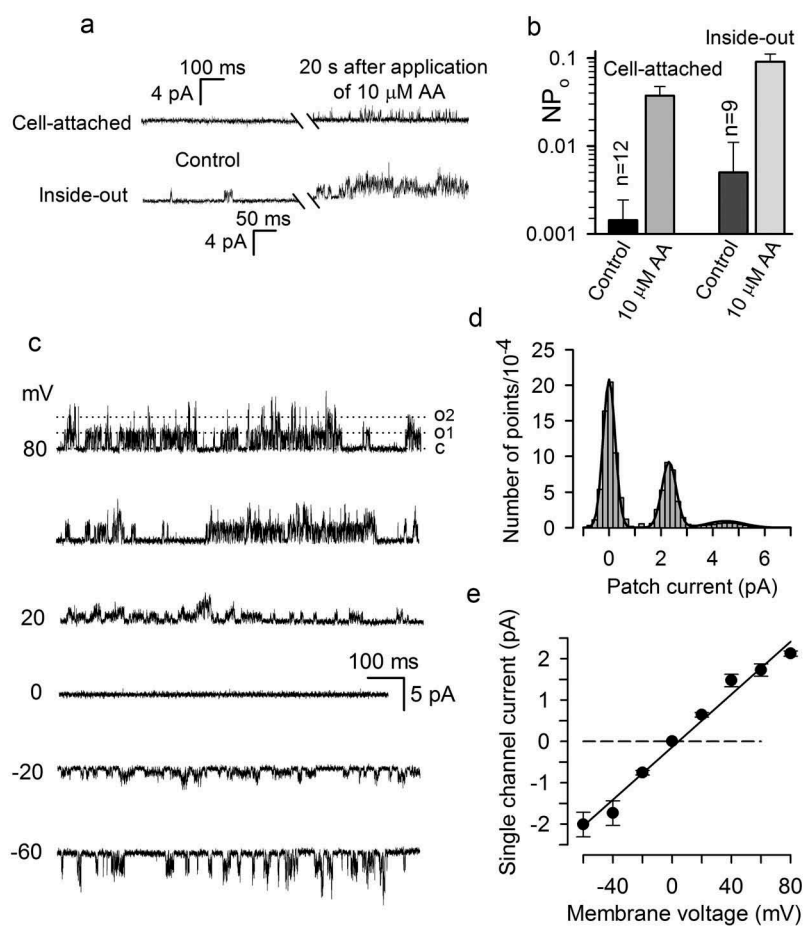 a
100 ms
4 pA
20 s after application
of 10 μM AA
Cell-attached
Control
Inside-out
50 ms
4 pA
b
Inside-out
Cell-attached
NPo
0.1
0.01
0.001
n=12
n=9
Control
10 μM AA
Control
10 μM AA
c
mV
80
o2
o1
c
20
0
100 ms
5 pA
-20
-60
d
Number of points/10-4
25
20
15
10
5
0
0 2 4 6
Patch current (pA)
e
Single channel current (pA)
2
1
0
-1
-2
-40 0 40 80
Membrane voltage (mV)